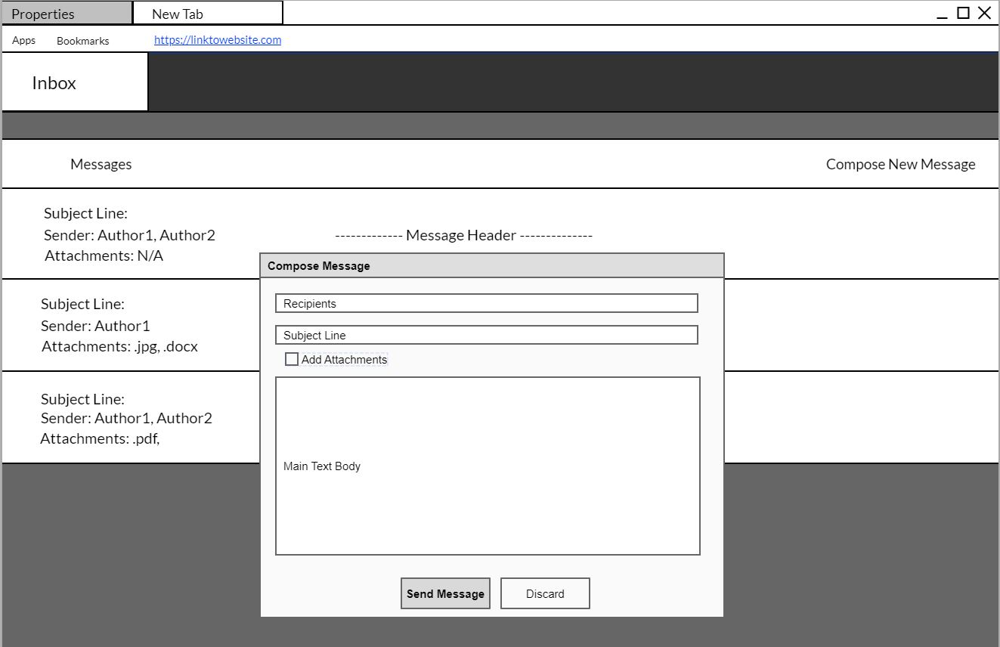 Properties
New Tab
Apps
Bookmarks
https://linktowebsite.com
Inbox
Messages
Compose New Message
Subject Line:
Sender: Author1, Author2
------------- Message Header --------------
Attachments: N/A
Subject Line:
Sender: Author1
Attachments: .jpg, .docx
Subject Line:
Sender: Author1, Author2
Attachments: .pdf,
Compose Message
Recipients
Subject Line
Add Attachments
Main Text Body
Send Message
Discard